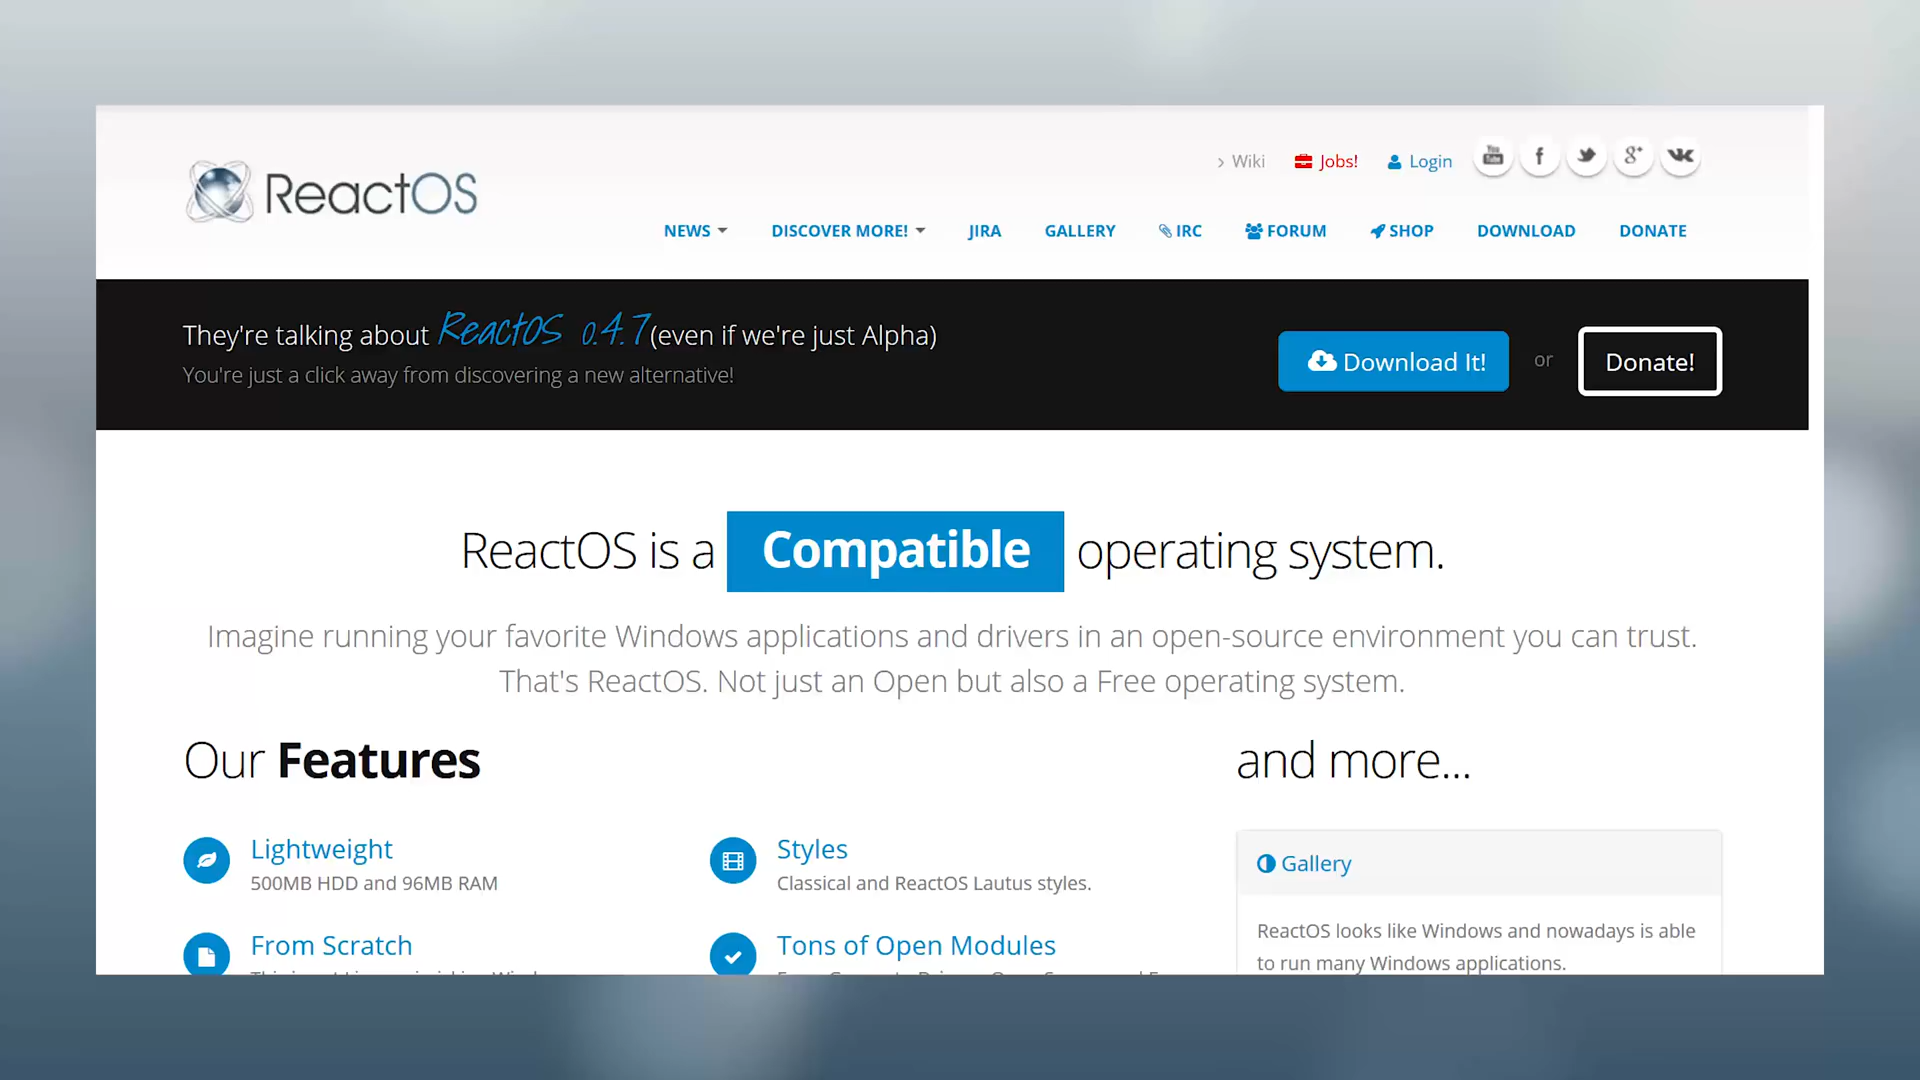 Wiki Jobs! Login
You Tube f g+
ReactOS
NEWS DISCOVER MORE! JIRA GALLERY IRC FORUM SHOP DOWNLOAD DONATE
They're talking about ReactOS 0.4.7 (even if we're just Alpha)
You're just a click away from discovering a new alternative!
Download It! or Donate!
ReactOS is a Compatible operating system.
Imagine running your favorite Windows applications and drivers in an open-source environment you can trust.
That's ReactOS. Not just an Open but also a Free operating system.
Our Features
and more...
Lightweight
500MB HDD and 96MB RAM
Styles
Classical and ReactOS Lautus styles.
Gallery
ReactOS looks like Windows and nowadays is able
to run many Windows applications.
From Scratch
Tons of Open Modules